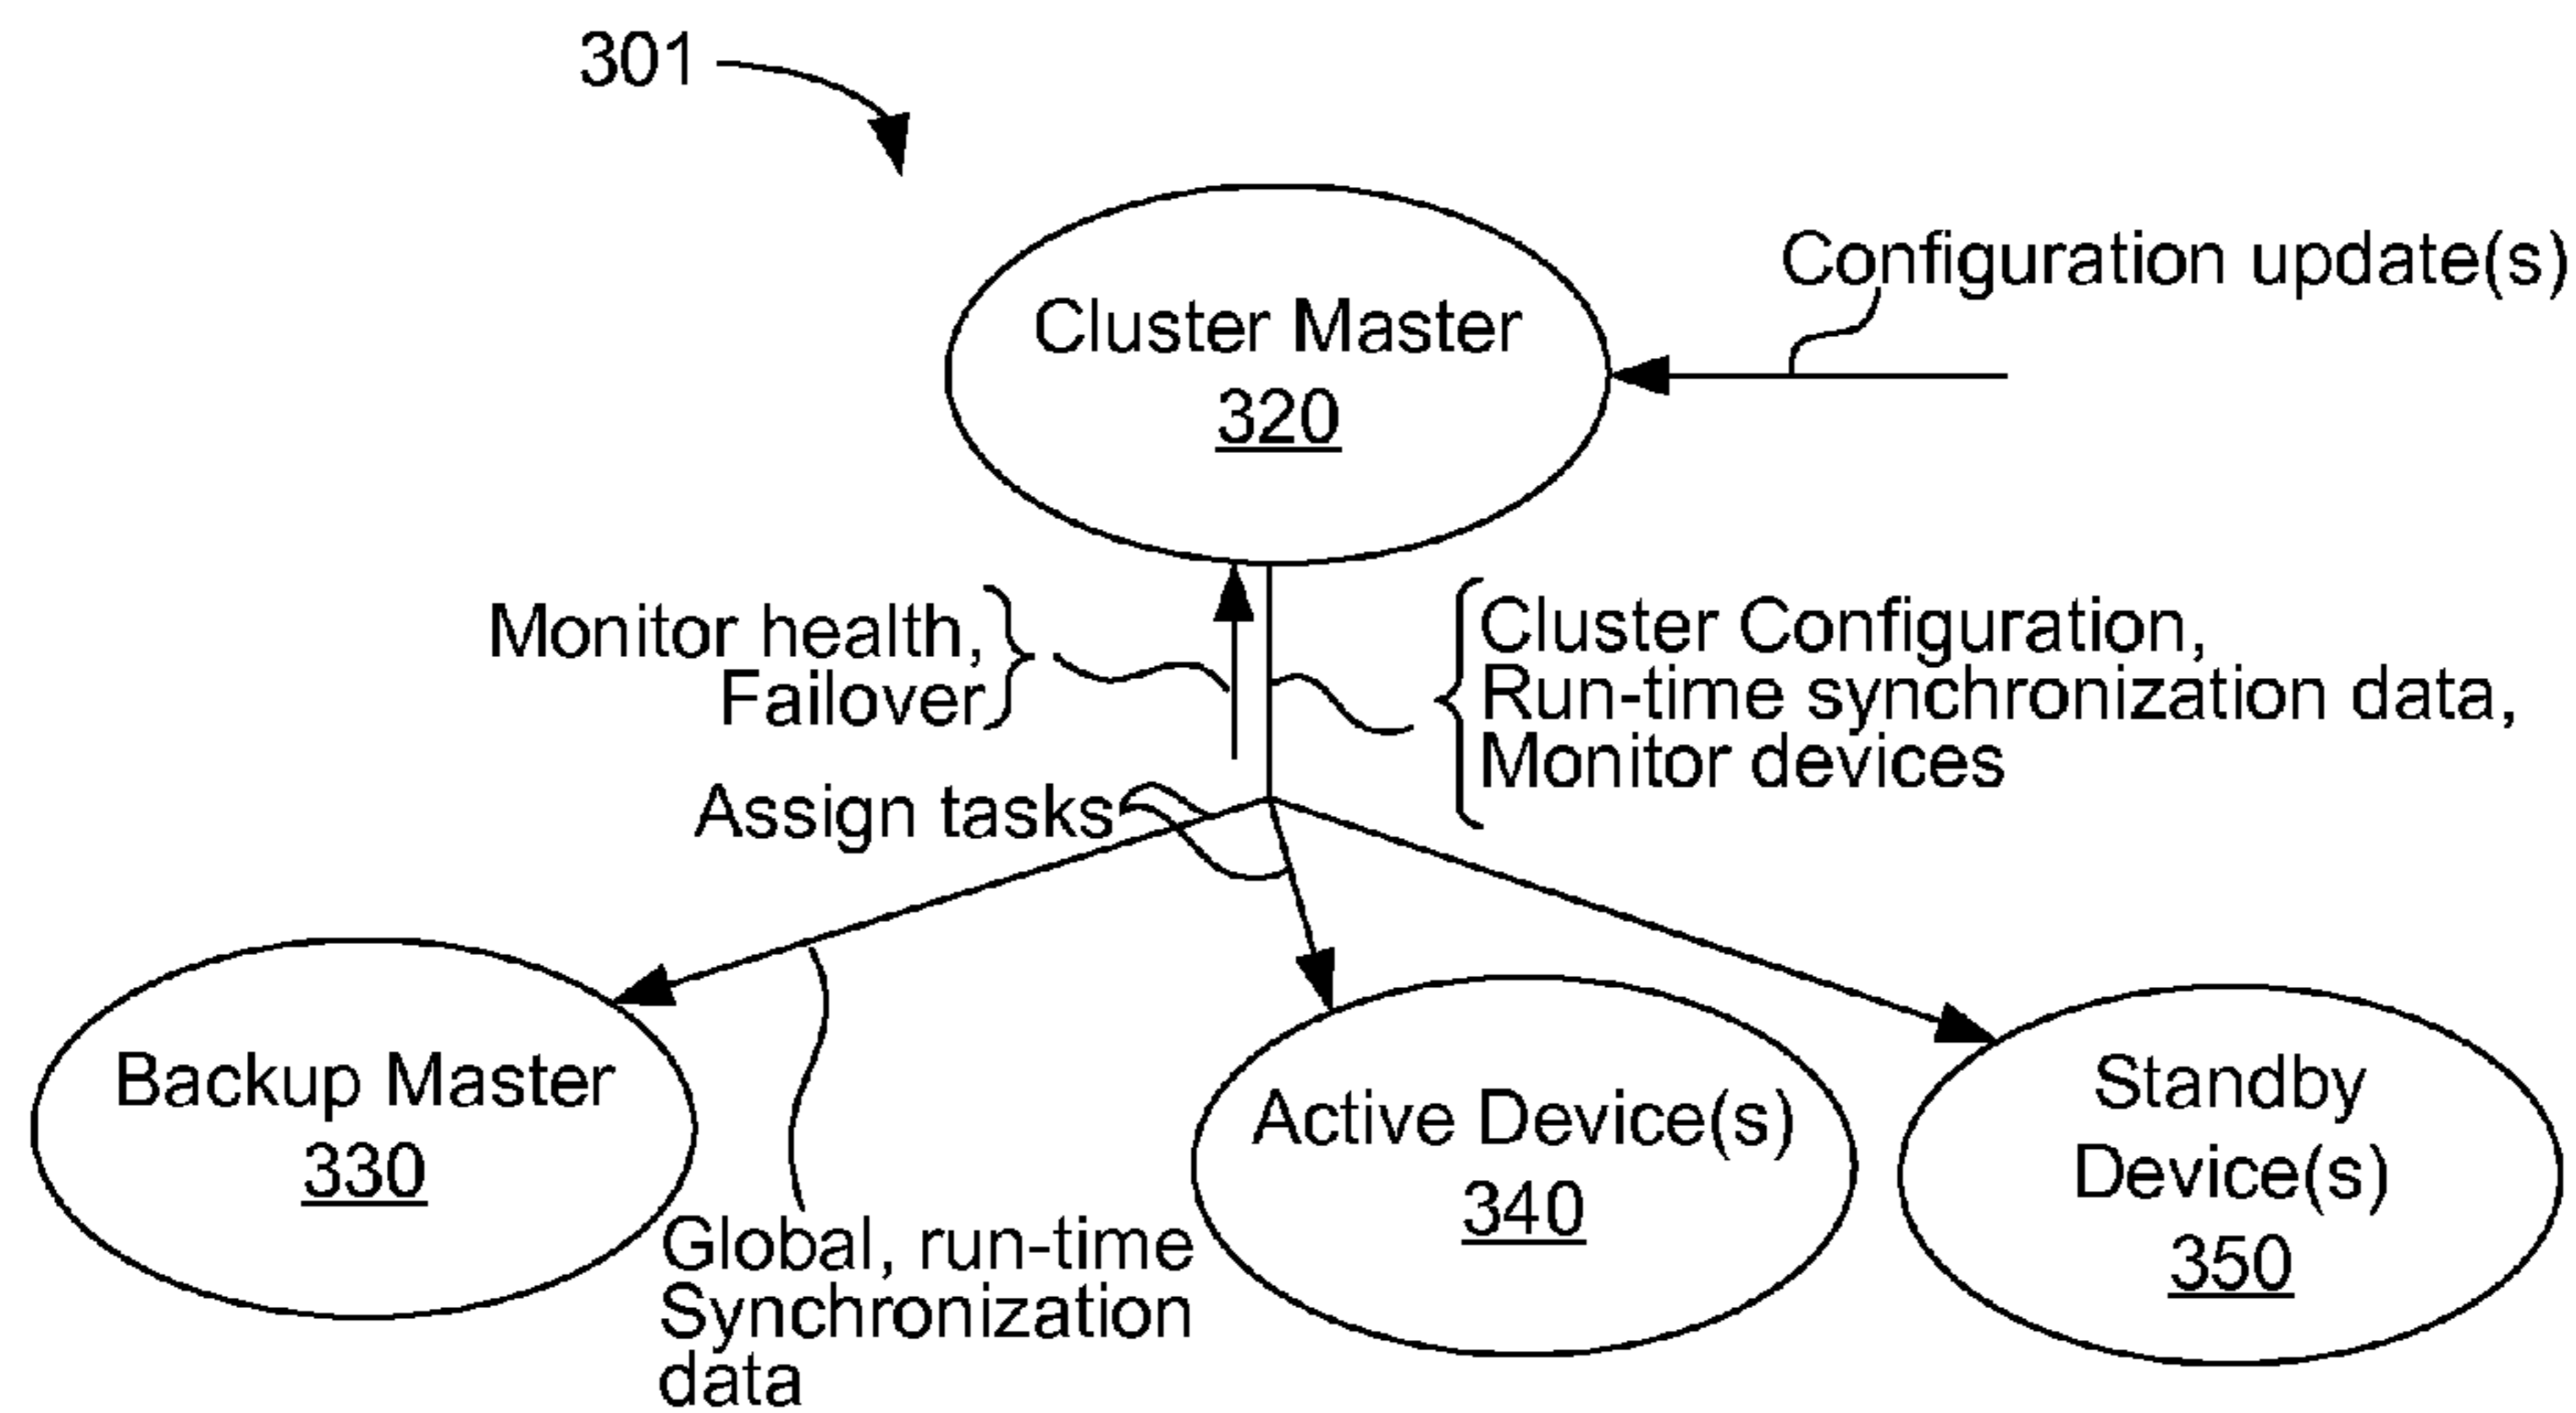 301
Cluster Master
320
Configuration update(s)
Monitor health,
Failover
Cluster Configuration,
Run-time synchronization data,
Monitor devices
Assign tasks
Backup Master
330
Global, run-time
Synchronization
data
Active Device(s)
340
Standby
Device(s)
350